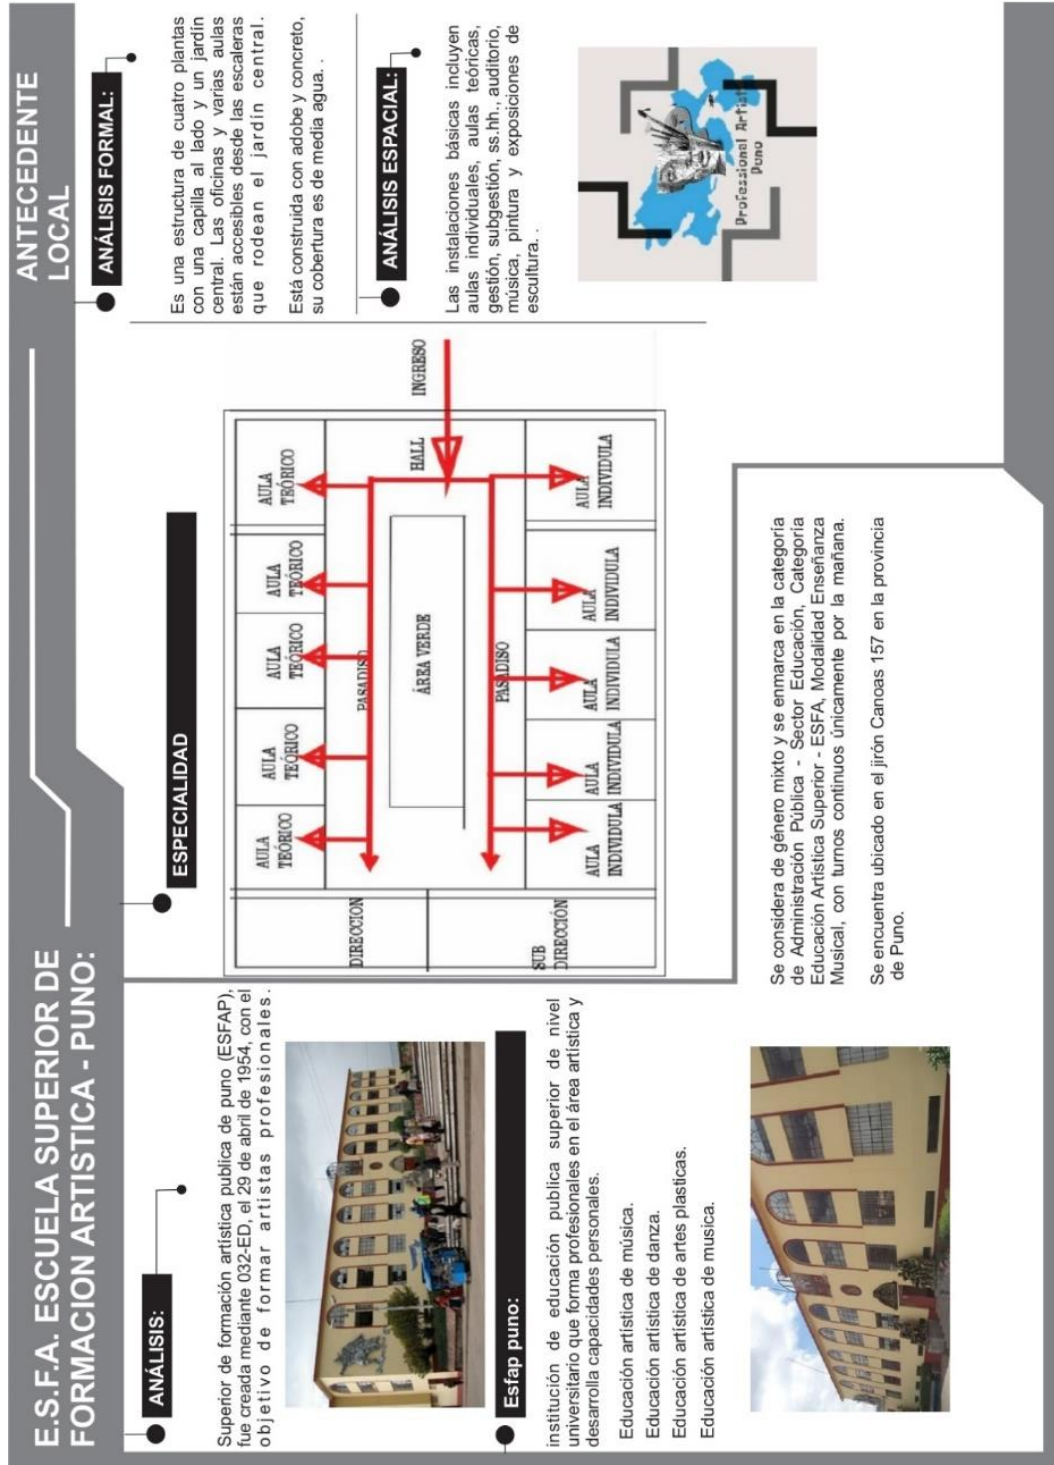 E.S.F.A. ESCUELA SUPERIOR DE
FORMACION ARTISTICA - PUNO:
ANTECEDENTE
LOCAL
ANÁLISIS:
Superior de formación artística publica de puno (ESFAP),
fue creada mediante 032-ED, el 29 de abril de 1954, con el
objetivo de formar artistas profesionales.
Esfap puno:
institución de educación publica superior de nivel
universitario que forma profesionales en el área artística y
desarrolla capacidades personales.
Educación artística de música.
Educación artística de danza.
Educación artística de artes plasticas.
Educación artística de musica.
ESPECIALIDAD
DIRECCION
SUB
DIRECCIÓN
AULA
TEÓRICO
AULA
TEÓRICO
AULA
TEÓRICO
AULA
TEÓRICO
AULA
TEÓRICO
PASADISO
ÁREA VERDE
HALL
INGRESO
PASADISO
AULA
INDIVIDULA
AULA
INDIVIDULA
AULA
INDIVIDULA
AULA
INDIVIDULA
AULA
INDIVIDULA
Se considera de género mixto y se enmarca en la categoría
de Administración Pública - Sector Educación, Categoría
Educación Artística Superior - ESFA, Modalidad Enseñanza
Musical, con turnos continuos únicamente por la mañana.
Se encuentra ubicado en el jirón Canoas 157 en la provincia
de Puno.
ANÁLISIS FORMAL:
Es una estructura de cuatro plantas
con una capilla al lado y un jardín
central. Las oficinas y varias aulas
están accesibles desde las escaleras
que rodean el jardín central.
Está construida con adobe y concreto,
su cobertura es de media agua. .
ANÁLISIS ESPACIAL:
Las instalaciones básicas incluyen
aulas individuales, aulas teóricas,
gestión, subgestión, ss.hh., auditorio,
música, pintura y exposiciones de
escultura. .
Professional Artist
Puno